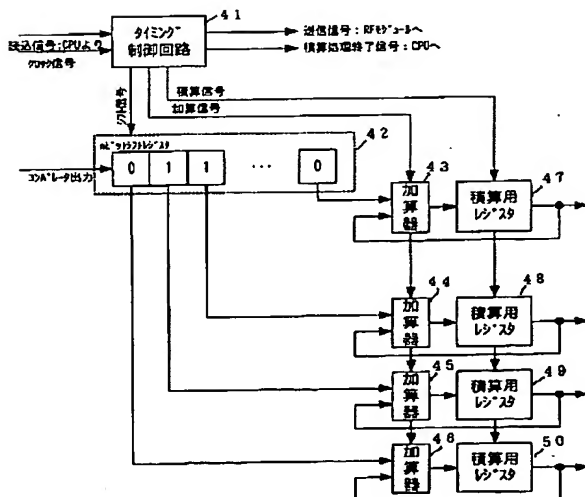 41
タイミング
制御回路
読込信号:CPUより
クロック信号
送信信号:RFモジュールへ
積算処理終了信号:CPUへ
シフト信号
積算信号
加算信号
42
nビットシフトレジスタ
コンパレータ出力
0 1 1 … 0
43
加算器
47
積算用
レジスタ
44
加算器
48
積算用
レジスタ
45
加算器
49
積算用
レジスタ
46
加算器
50
積算用
レジスタ